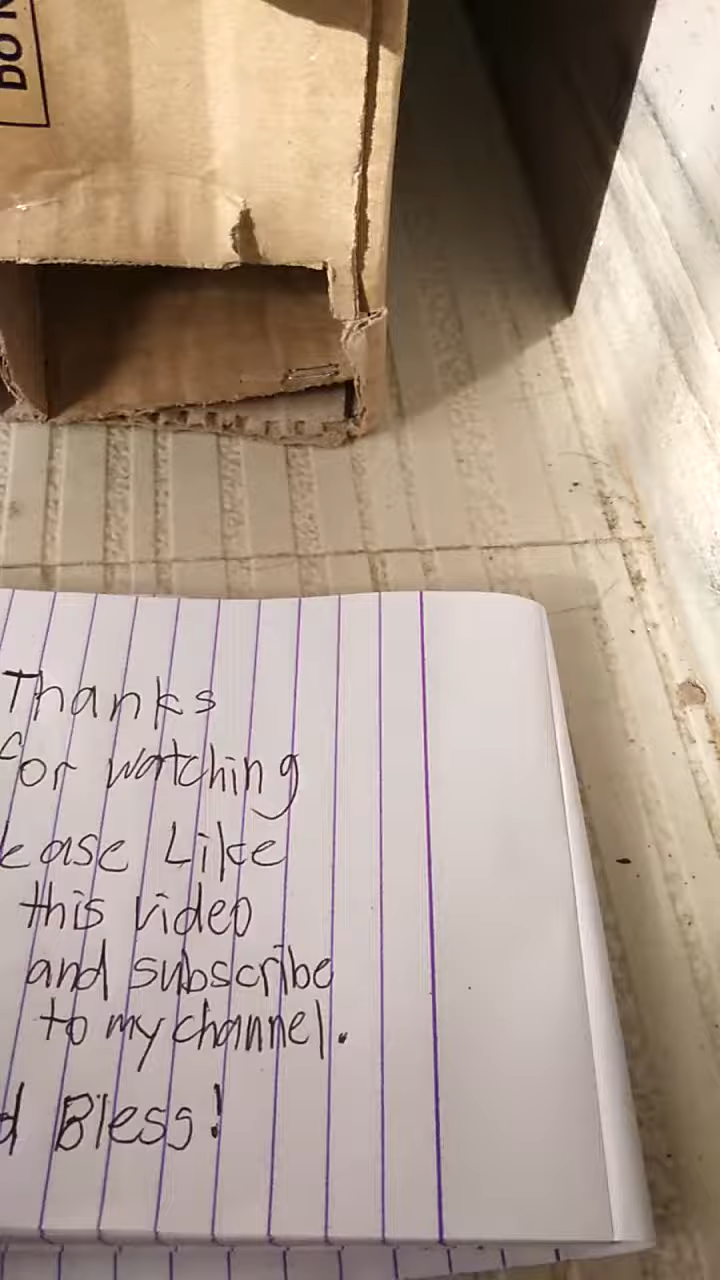 DO N
Thanks
for watching
ease Like
this video
and subscribe
to my channel.
d Bless!